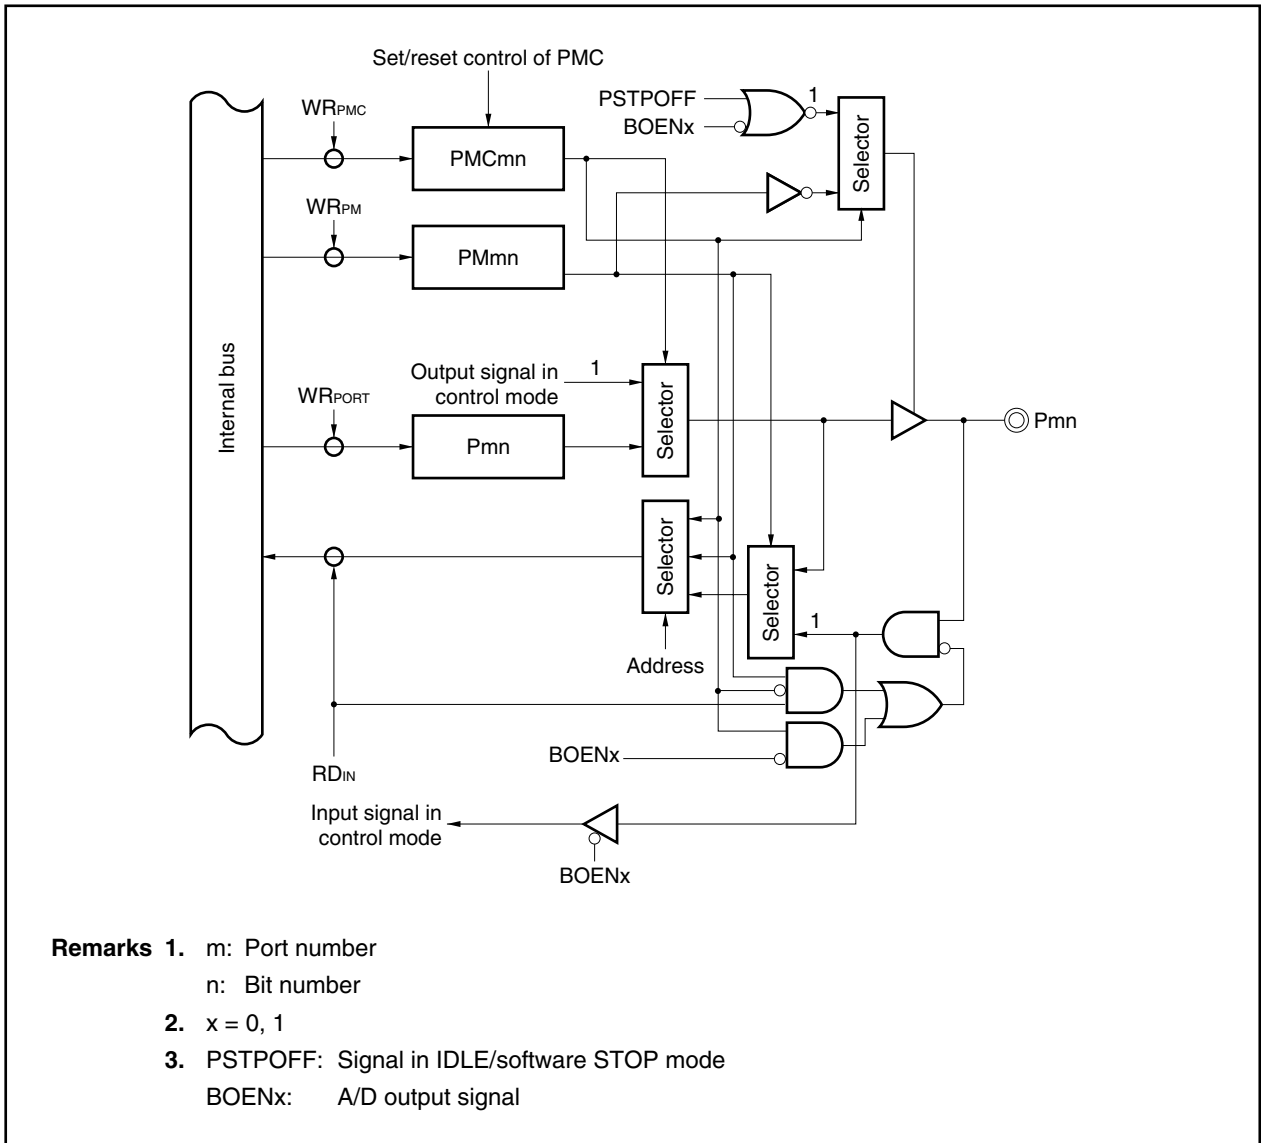 Set/reset control of PMC
PSTPOFF
BOENx
1
Selector
WRPMC
PMCmn
WRPM
PMmn
Internal bus
Output signal in
control mode
1
Selector
WRPORT
Pmn
Pmn
Selector
Selector
1
Address
BOENx
RDIN
Input signal in
control mode
BOENx
Remarks 1. m: Port number
n: Bit number
2. x = 0, 1
3. PSTPOFF: Signal in IDLE/software STOP mode
BOENx: A/D output signal